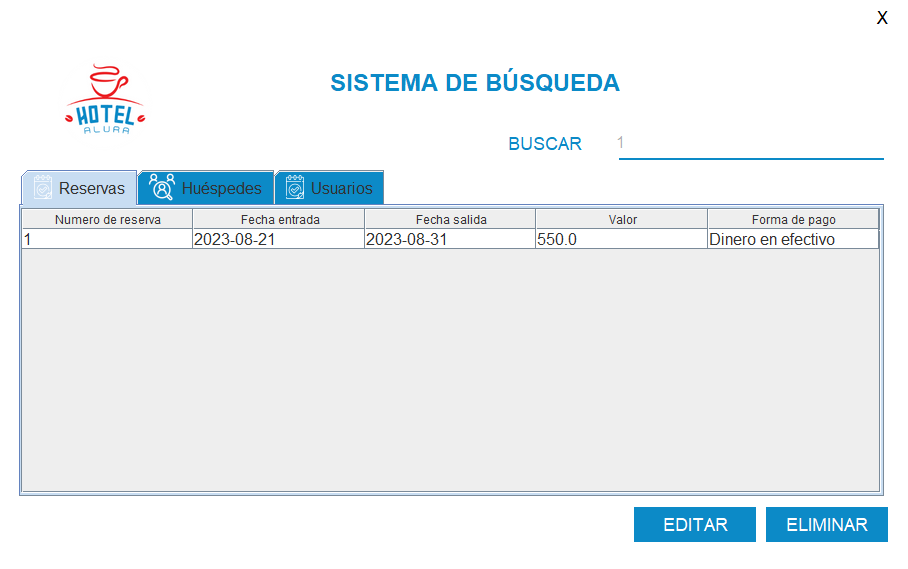 X
HOTEL
ALURA
SISTEMA DE BÚSQUEDA
BUSCAR 1
Reservas Huéspedes Usuarios
Numero de reserva Fecha entrada Fecha salida Valor Forma de pago
1 2023-08-21 2023-08-31 550.0 Dinero en efectivo
EDITAR ELIMINAR